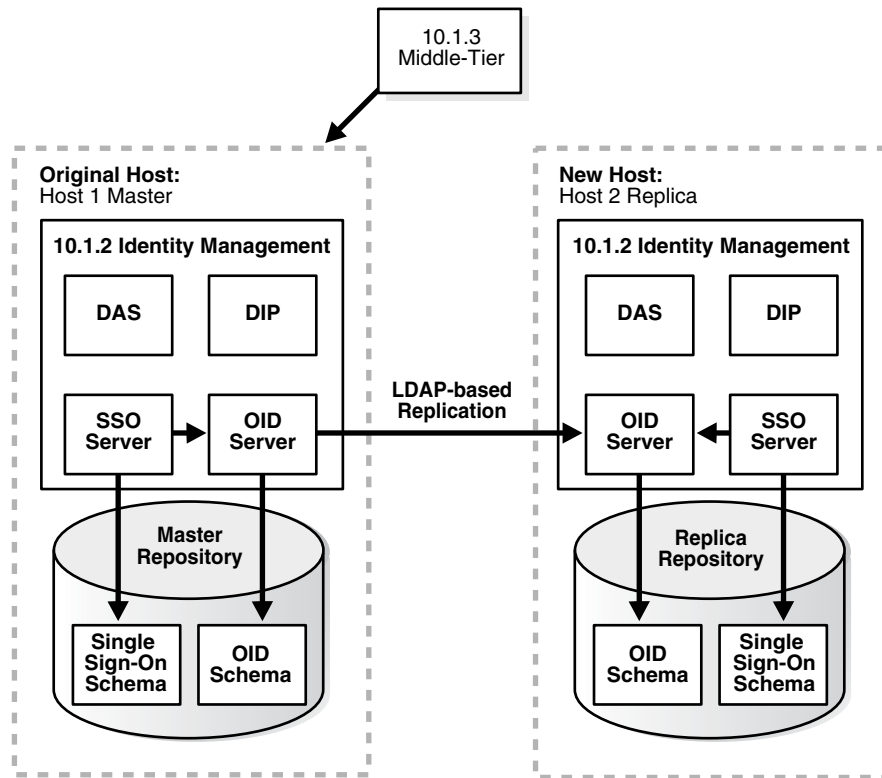 10.1.3
Middle-Tier
Original Host:
Host 1 Master
10.1.2 Identity Management
DAS
DIP
SSO
Server
OID
Server
Master
Repository
Single
Sign-On
Schema
OID
Schema
LDAP-based
Replication
New Host:
Host 2 Replica
10.1.2 Identity Management
DAS
DIP
OID
Server
SSO
Server
Replica
Repository
OID
Schema
Single
Sign-On
Schema